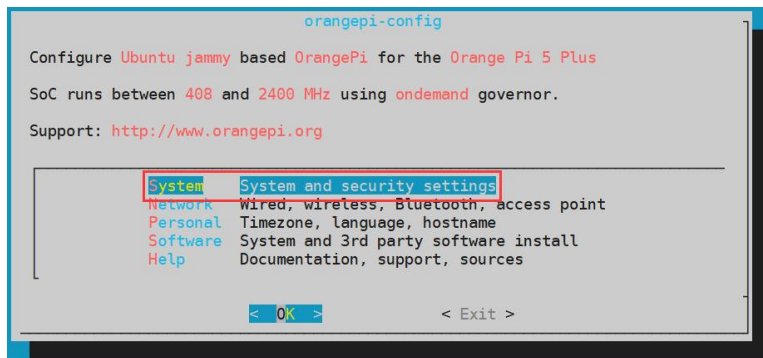 orangepi-config
Configure Ubuntu jammy based OrangePi for the Orange Pi 5 Plus
SoC runs between 408 and 2400 MHz using ondemand governor.
Support: http://www.orangepi.org
System System and security settings
Network Wired, wireless, Bluetooth, access point
Personal Timezone, language, hostname
Software System and 3rd party software install
Help Documentation, support, sources
< OK > < Exit >